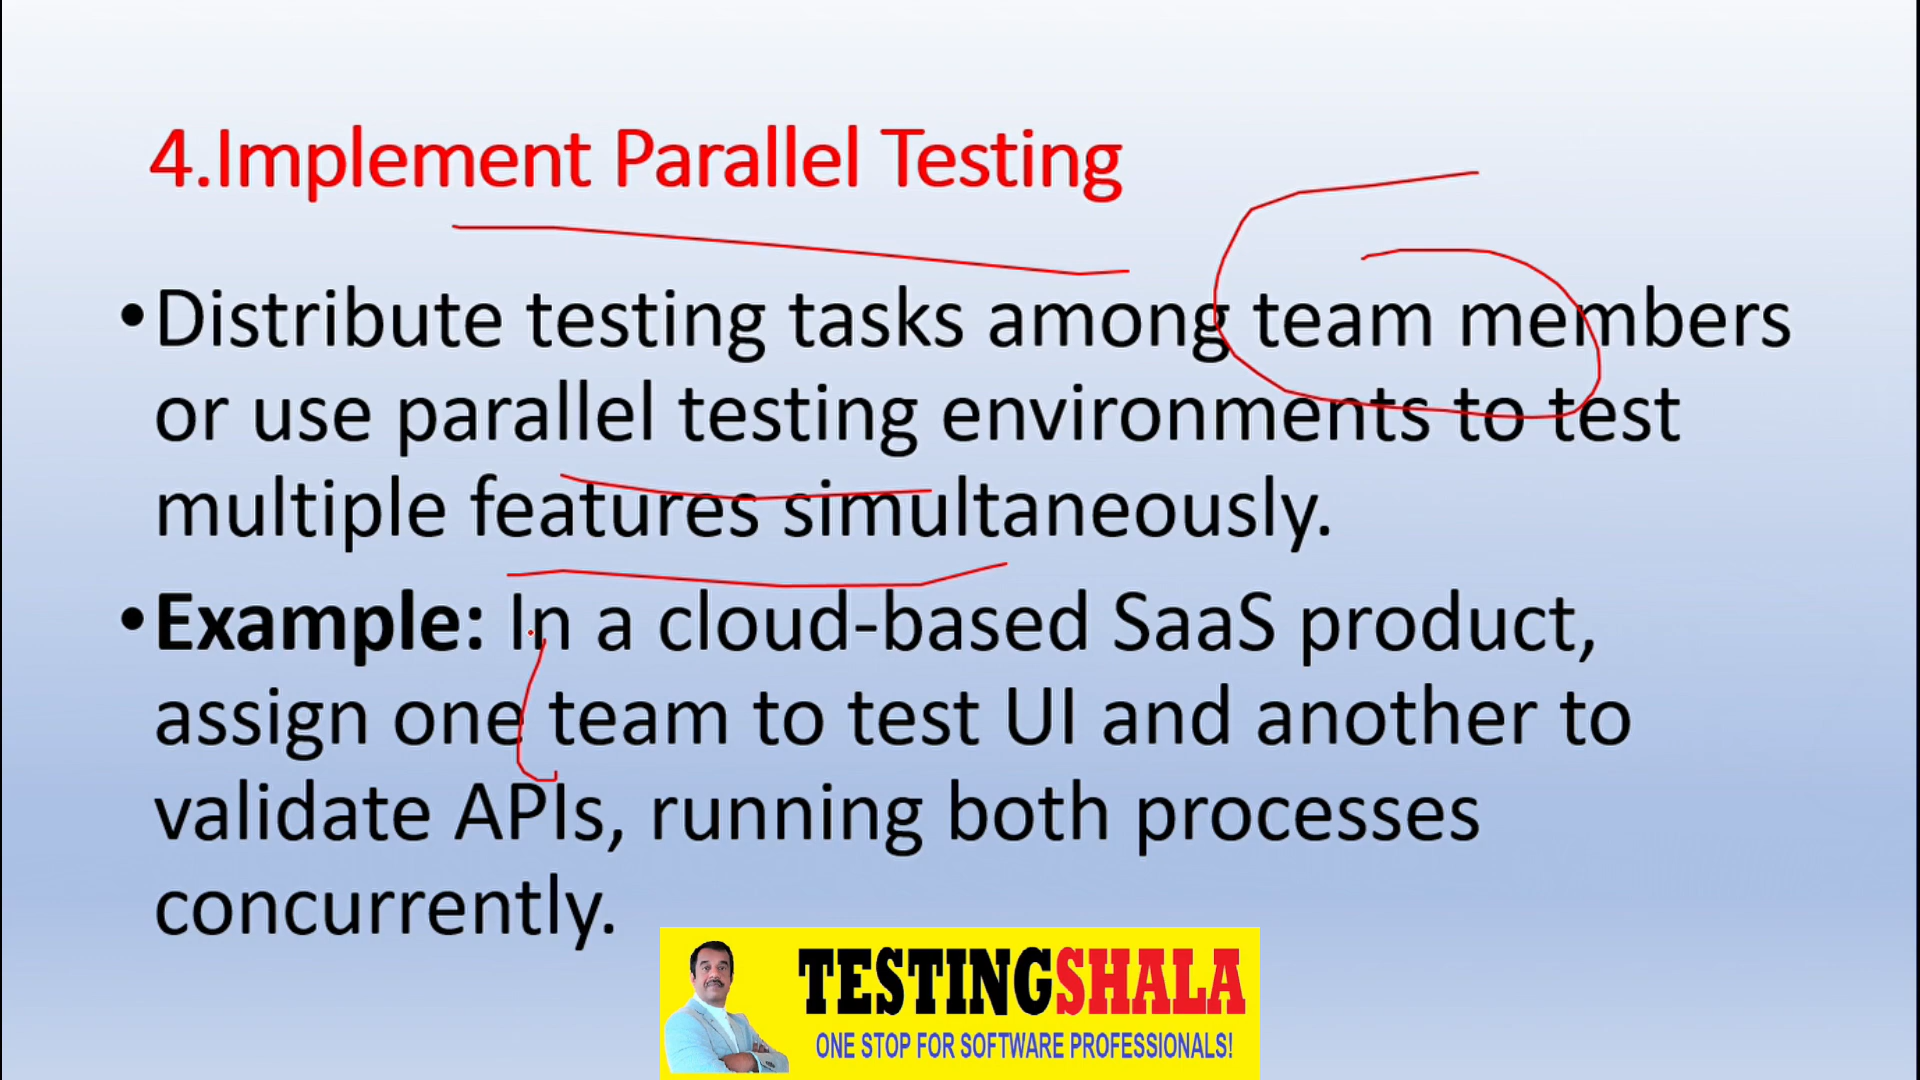 4.Implement Parallel Testing
•Distribute testing tasks among team members
or use parallel testing environments to test
multiple features simultaneously.
•Example: In a cloud-based SaaS product,
assign one team to test UI and another to
validate APIs, running both processes
concurrently.
TESTINGSHALA
ONE STOP FOR SOFTWARE PROFESSIONALS!